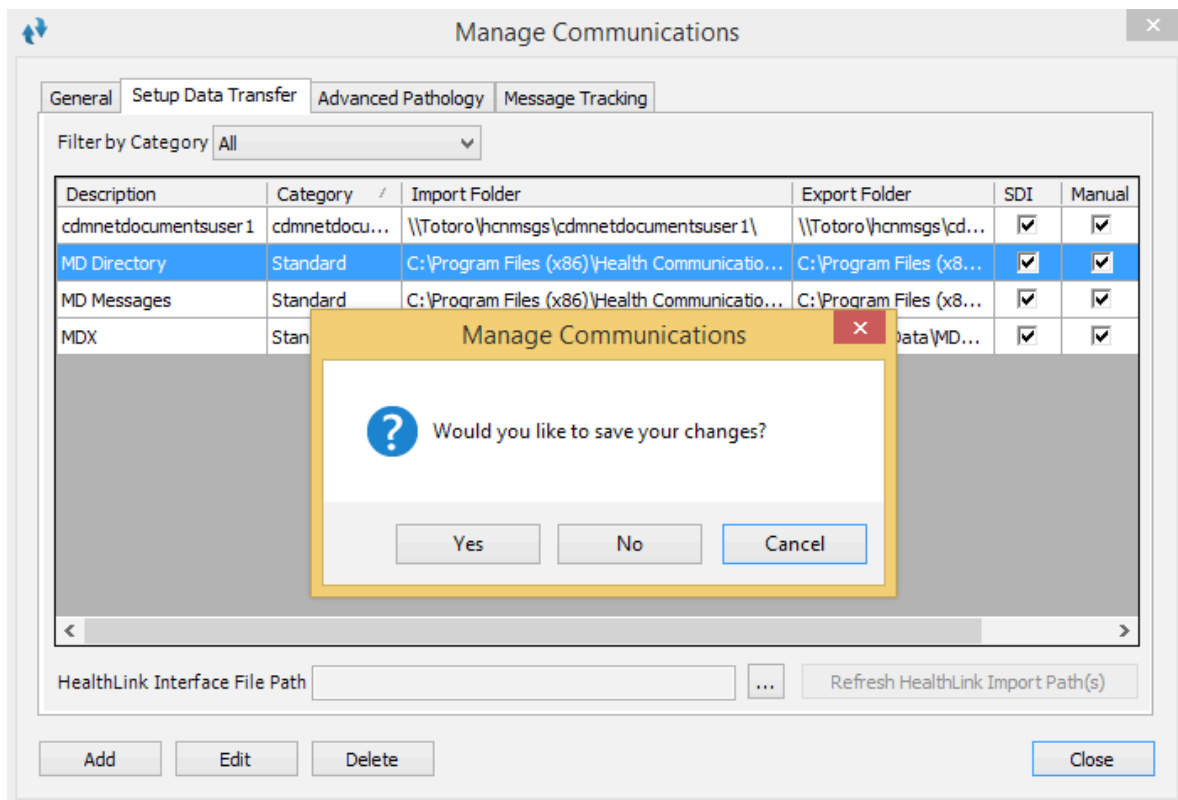 Manage Communications
General Setup Data Transfer Advanced Pathology Message Tracking
Filter by Category All
Description Category Import Folder Export Folder SDI Manual
cdmnetdocumentsuser1 cdmnetdocu... \\Totoro\hcnmsgs\cdmnetdocumentsuser1\ \\Totoro\hcnmsgs\cd...
MD Directory Standard C:\Program Files (x86)\Health Communicatio... C:\Program Files (x8...
MD Messages Standard C:\Program Files (x86)\Health Communicatio... C:\Program Files (x8...
MDX Stan Data\MD...
Manage Communications
Would you like to save your changes?
Yes No Cancel
HealthLink Interface File Path ... Refresh HealthLink Import Path(s)
Add Edit Delete Close